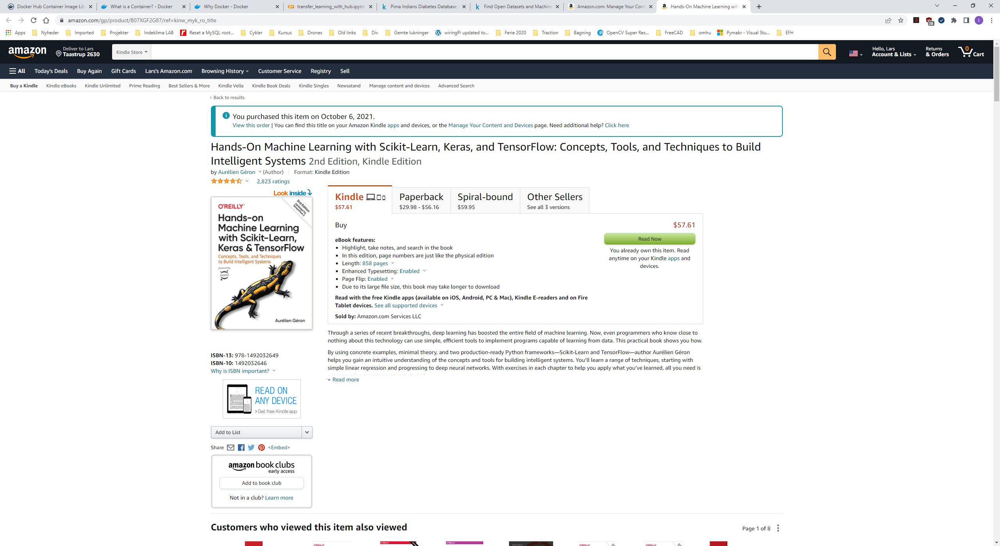 Docker Hub Container Image Lib
What is a Container? - Docker
Why Docker - Docker
transfer_learning_with_hub.ipynb
Pima Indians Diabetes Database
Find Open Datasets and Machine
Amazon.com: Manage Your Cont
Hands-On Machine Learning wit
amazon.com/gp/product/B07XGF2G87/ref=kinw_myk_ro_title
28
Apps
Nyheder
Imported
Projekter
Indeklima LAB
Reset a MySQL root...
Cykler
Kursus
Drones
Old links
Div
Gemte lukninger
wiringPi updated to...
Ferie 2020
Traction
Bagning
OpenCV Super Res...
FreeCAD
omhu
Pymakr - Visual Stu...
EFH
amazon
Deliver to Lars
Taastrup 2630
Kindle Store
Hello, Lars
Account & Lists
Returns
& Orders
0
Cart
All
Today's Deals
Buy Again
Gift Cards
Lars's Amazon.com
Browsing History
Customer Service
Registry
Sell
Buy a Kindle
Kindle eBooks
Kindle Unlimited
Prime Reading
Best Sellers & More
Kindle Vella
Kindle Book Deals
Kindle Singles
Newsstand
Manage content and devices
Advanced Search
‹ Back to results
You purchased this item on October 6, 2021.
View this order | You can find this title on your Amazon Kindle apps and devices, or the Manage Your Content and Devices page. Need additional help? Click here
Hands-On Machine Learning with Scikit-Learn, Keras, and TensorFlow: Concepts, Tools, and Techniques to Build
Intelligent Systems 2nd Edition, Kindle Edition
by Aurélien Géron (Author) | Format: Kindle Edition
2,823 ratings
Look inside
O'REILLY
2nd Edition
Updated for
TensorFlow 2
Hands-on
Machine Learning
with Scikit-Learn,
Keras & TensorFlow
Concepts, Tools, and Techniques
to Build Intelligent Systems
powered by
jupyter
Aurélien Géron
Kindle
$57.61
Paperback
$29.98 - $56.16
Spiral-bound
$59.95
Other Sellers
See all 3 versions
Buy
$57.61
eBook features:
• Highlight, take notes, and search in the book
• In this edition, page numbers are just like the physical edition
• Length: 858 pages
• Enhanced Typesetting: Enabled
• Page Flip: Enabled
• Due to its large file size, this book may take longer to download
Read Now
You already own this item. Read
anytime on your Kindle apps and
devices.
Read with the free Kindle apps (available on iOS, Android, PC & Mac), Kindle E-readers and on Fire
Tablet devices. See all supported devices
Sold by: Amazon.com Services LLC
Through a series of recent breakthroughs, deep learning has boosted the entire field of machine learning. Now, even programmers who know close to
nothing about this technology can use simple, efficient tools to implement programs capable of learning from data. This practical book shows you how.
By using concrete examples, minimal theory, and two production-ready Python frameworks—Scikit-Learn and TensorFlow—author Aurélien Géron
helps you gain an intuitive understanding of the concepts and tools for building intelligent systems. You’ll learn a range of techniques, starting with
simple linear regression and progressing to deep neural networks. With exercises in each chapter to help you apply what you’ve learned, all you need is
Read more
ISBN-13: 978-1492032649
ISBN-10: 1492032646
Why is ISBN important?
READ ON
ANY DEVICE
› Get free Kindle app
Add to List
Share
<Embed>
amazon book clubs
early access
Add to book club
Not in a club? Learn more
Customers who viewed this item also viewed
Page 1 of 8
O'REILLY
O'REILLY
O'REILLY
O'REILLY
O'REILLY